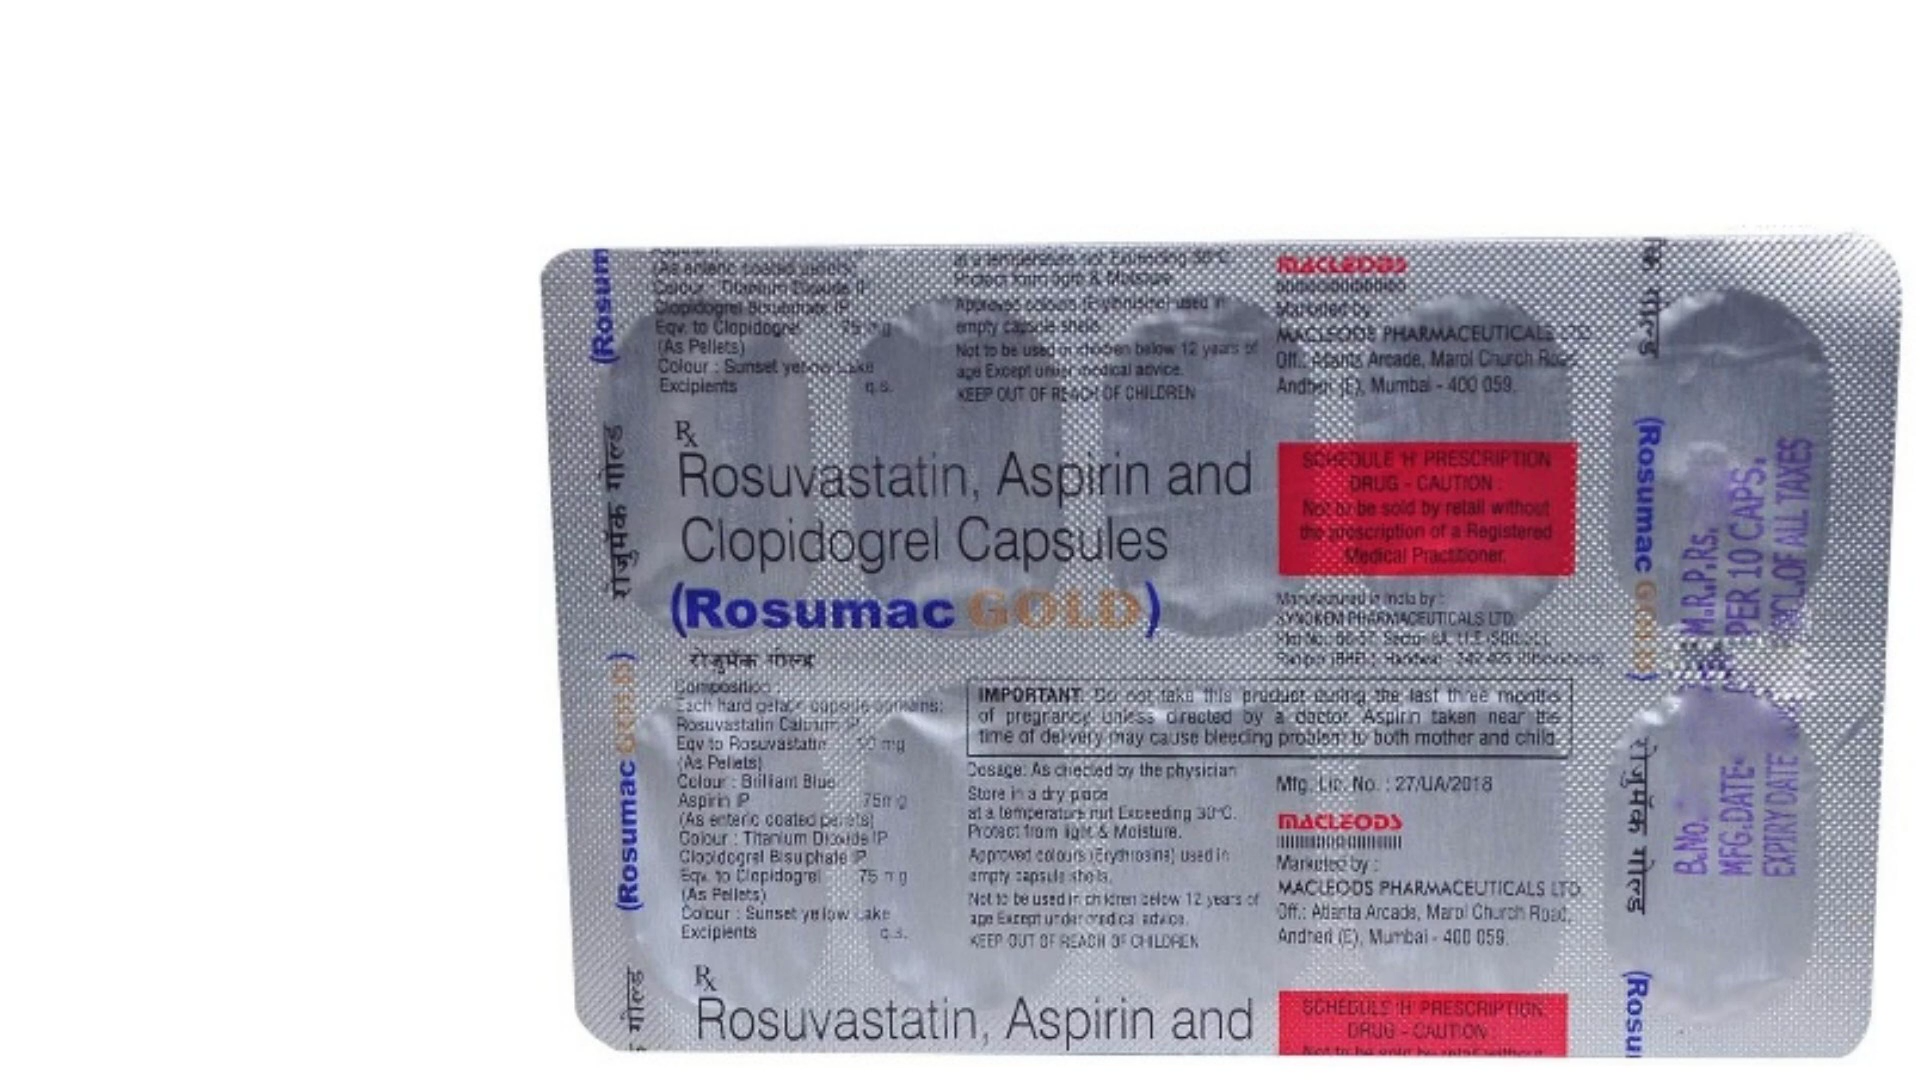 (As enteric coated pellets)
Colour : Titanium Dioxide IP
Clopidogrel Bisulphate IP
Eqv. to Clopidogrel 75 mg
(As Pellets)
Colour : Sunset yellow Lake
Excipients q.s.
at a temperature not Exceeding 30°C.
Protect from light & Moisture.
Approved colours (Erythrosine) used in
empty capsule shells.
Not to be used in children below 12 years of
age Except under medical advice.
KEEP OUT OF REACH OF CHILDREN
MACLEODS
Marketed by :
MACLEODS PHARMACEUTICALS LTD
Off.: Atlanta Arcade, Marol Church Road,
Andheri (E), Mumbai - 400 059.
Rx
Rosuvastatin, Aspirin and
Clopidogrel Capsules
(Rosumac GOLD)
रोजुमॅक गोल्ड
SCHEDULE 'H' PRESCRIPTION
DRUG - CAUTION :
Not to be sold by retail without
the prescription of a Registered
Medical Practitioner.
Manufactured in India by :
SYNOKEM PHARMACEUTICALS LTD.
Composition :
Each hard gelatin capsule contains:
Rosuvastatin Calcium IP
Eqv to Rosuvastatin 10 mg
(As Pellets)
Colour : Brilliant Blue
Aspirin IP 75mg
(As enteric coated pellets)
Colour : Titanium Dioxide IP
Clopidogrel Bisulphate IP
Eqv. to Clopidogrel 75 mg
(As Pellets)
Colour : Sunset yellow Lake
Excipients q.s.
IMPORTANT: Do not take this product during the last three months
of pregnancy unless directed by a doctor. Aspirin taken near the
time of delivery may cause bleeding problem to both mother and child.
Dosage: As directed by the physician
Store in a dry place
at a temperature not Exceeding 30°C.
Protect from light & Moisture.
Approved colours (Erythrosine) used in
empty capsule shells.
Not to be used in children below 12 years of
age Except under medical advice.
KEEP OUT OF REACH OF CHILDREN
Mfg. Lic. No. : 27/UA/2018
MACLEODS
Marketed by :
MACLEODS PHARMACEUTICALS LTD
Off.: Atlanta Arcade, Marol Church Road,
Andheri (E), Mumbai - 400 059.
Rx
Rosuvastatin, Aspirin and
SCHEDULE 'H' PRESCRIPTION
DRUG - CAUTION
Not to be sold by retail without
(Rosum
रोजुमॅक गोल्ड
(Rosumac GOLD)
गोल्ड
गोल्ड
(Rosumac GOLD)
रोजुमॅक गोल्ड
(Rosu
B.No.
MFG.DATE
EXPIRY DATE
M.R.P.Rs.
PER 10 CAPS.
INCL.OF ALL TAXES